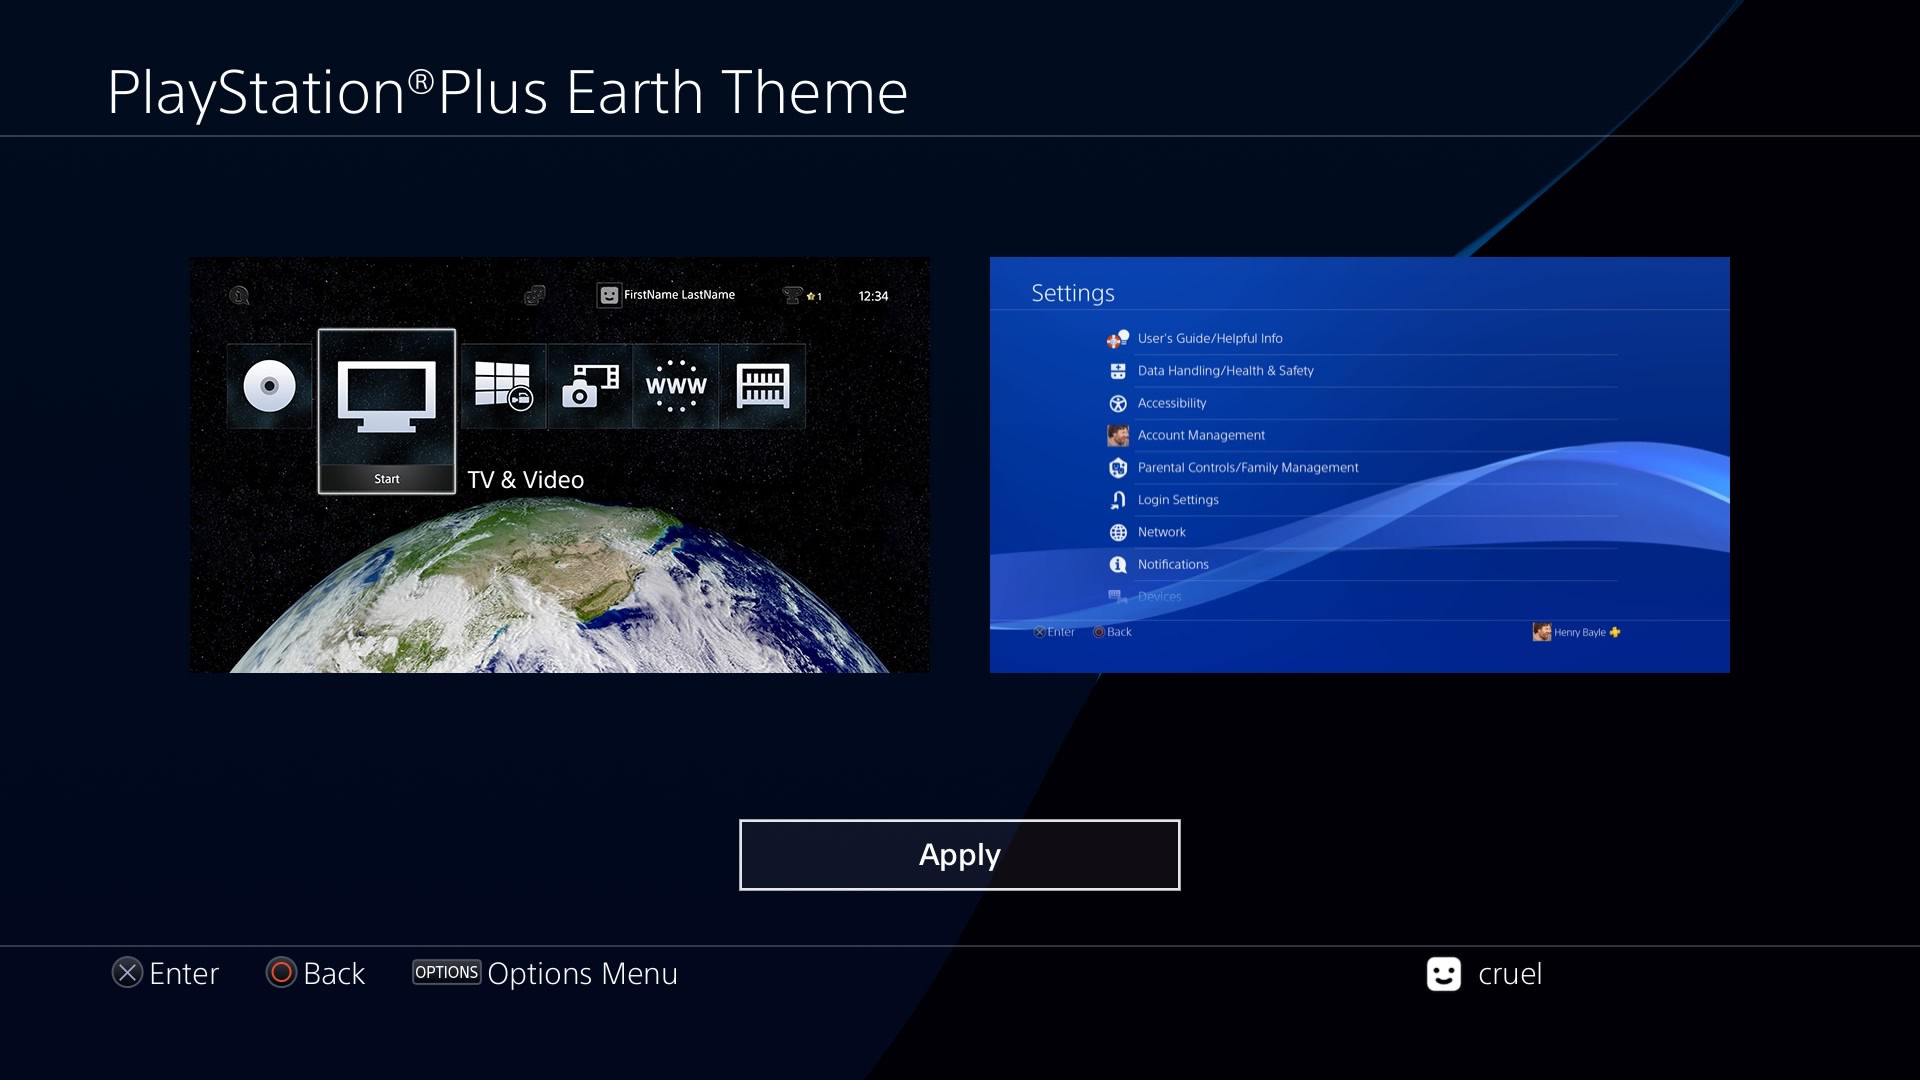 PlayStation®Plus Earth Theme
FirstName LastName
1
12:34
WWW
Start
TV & Video
Settings
User's Guide/Helpful Info
Data Handling/Health & Safety
Accessibility
Account Management
Parental Controls/Family Management
Login Settings
Network
Notifications
Devices
Enter
Back
Henry Bayle
Apply
Enter
Back
OPTIONS Options Menu
cruel